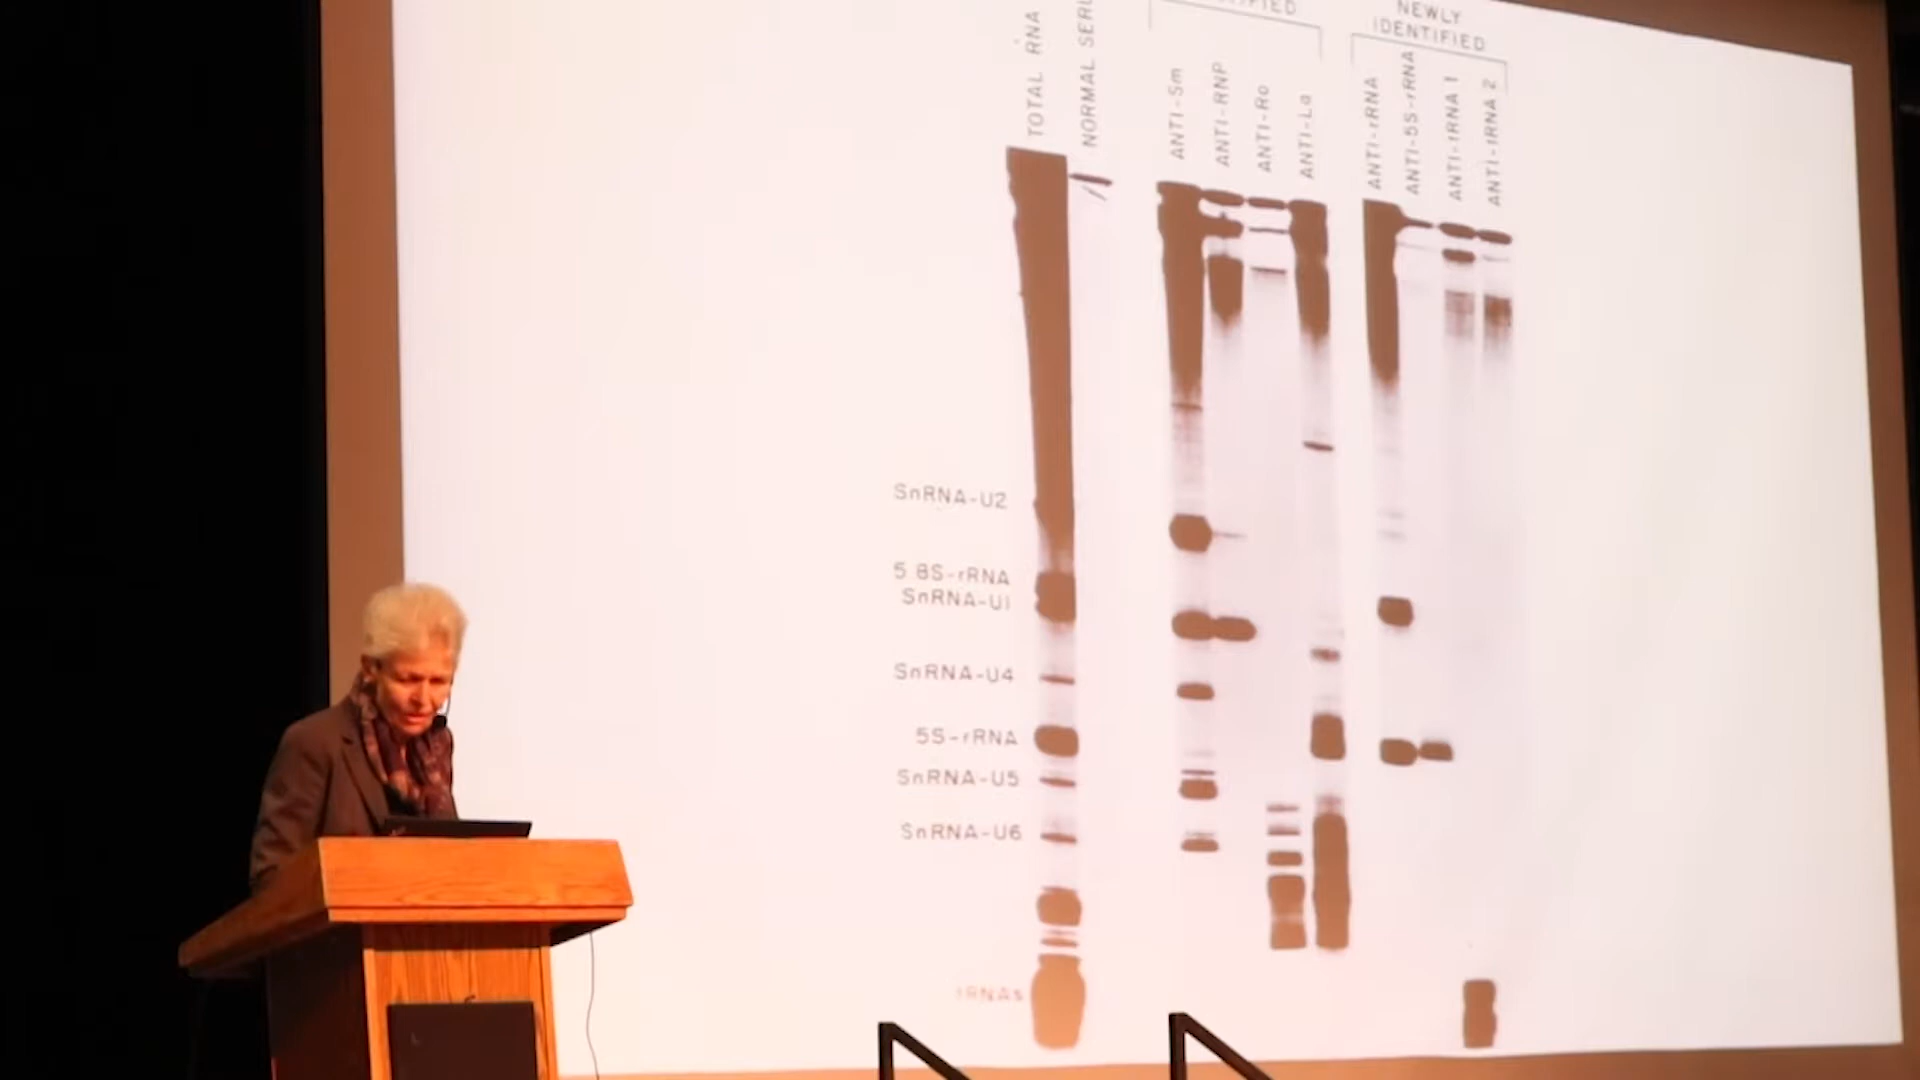 NEWLY
IDENTIFIED
TOTAL RNA
NORMAL
ANTI-Sm
ANTI-RNP
ANTI-Ro
ANTI-La
ANTI-rRNA
ANTI-5S-rRNA
ANTI-tRNA 1
ANTI-tRNA 2
SnRNA-U2
5 8S-rRNA
SnRNA-U1
SnRNA-U4
5S-rRNA
SnRNA-U5
SnRNA-U6
tRNAs